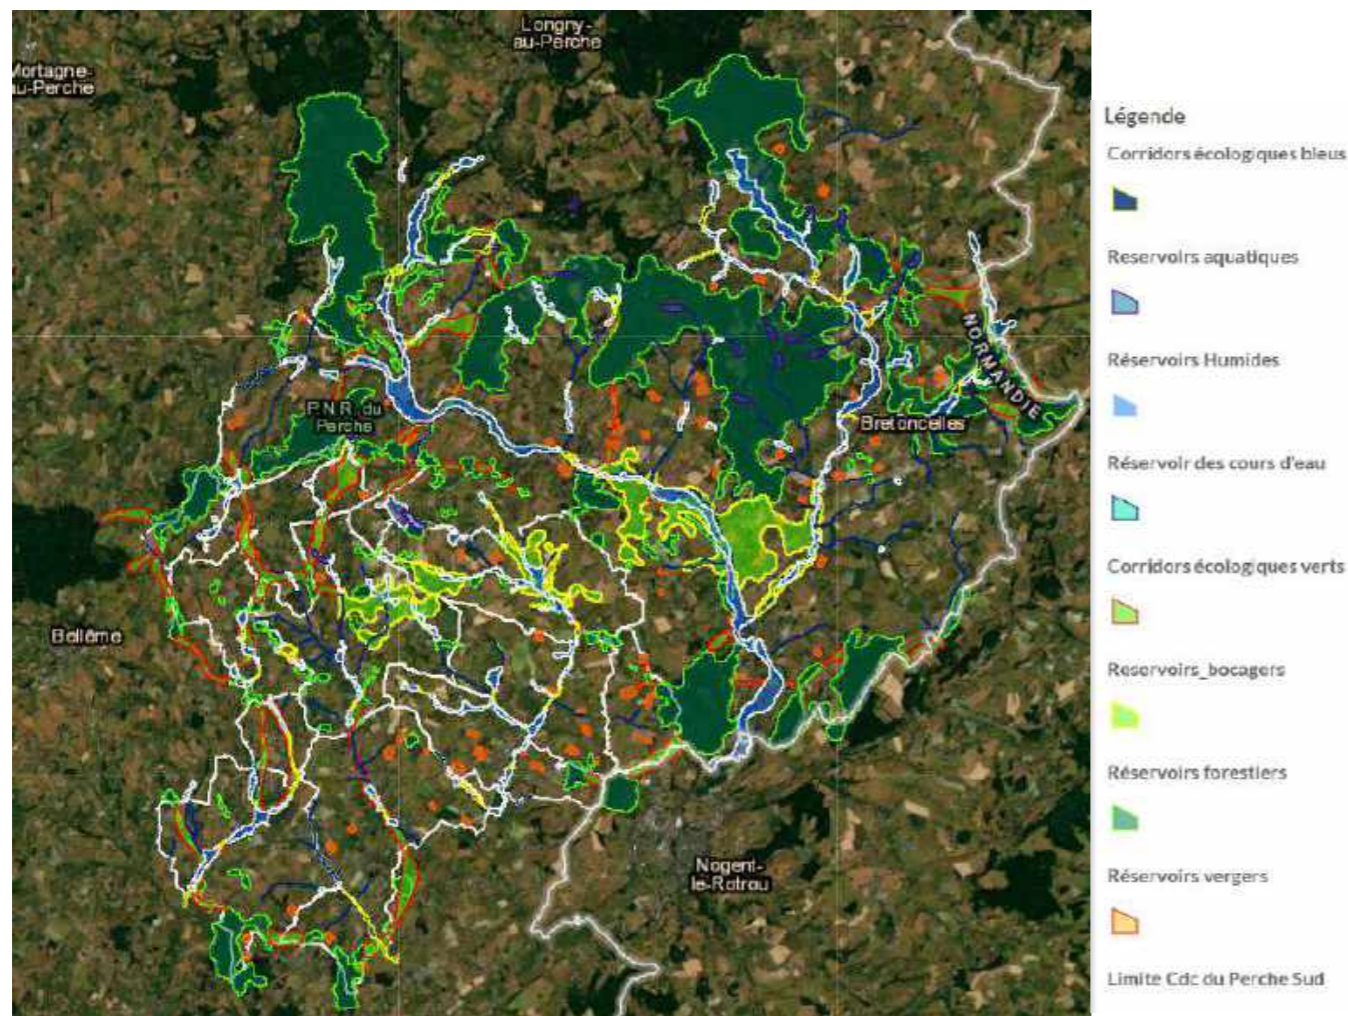 Longny-
au-Perche
Mortagne-
au-Perche
NORMANDIE
P.N.R. du
Perche
Bretoncelles
Bellême
Nogent-
le-Rotrou
Légende
Corridors écologiques bleus
Reservoirs aquatiques
Réservoirs Humides
Réservoir des cours d'eau
Corridors écologiques verts
Reservoirs_bocagers
Réservoirs forestiers
Réservoirs vergers
Limite Cdc du Perche Sud